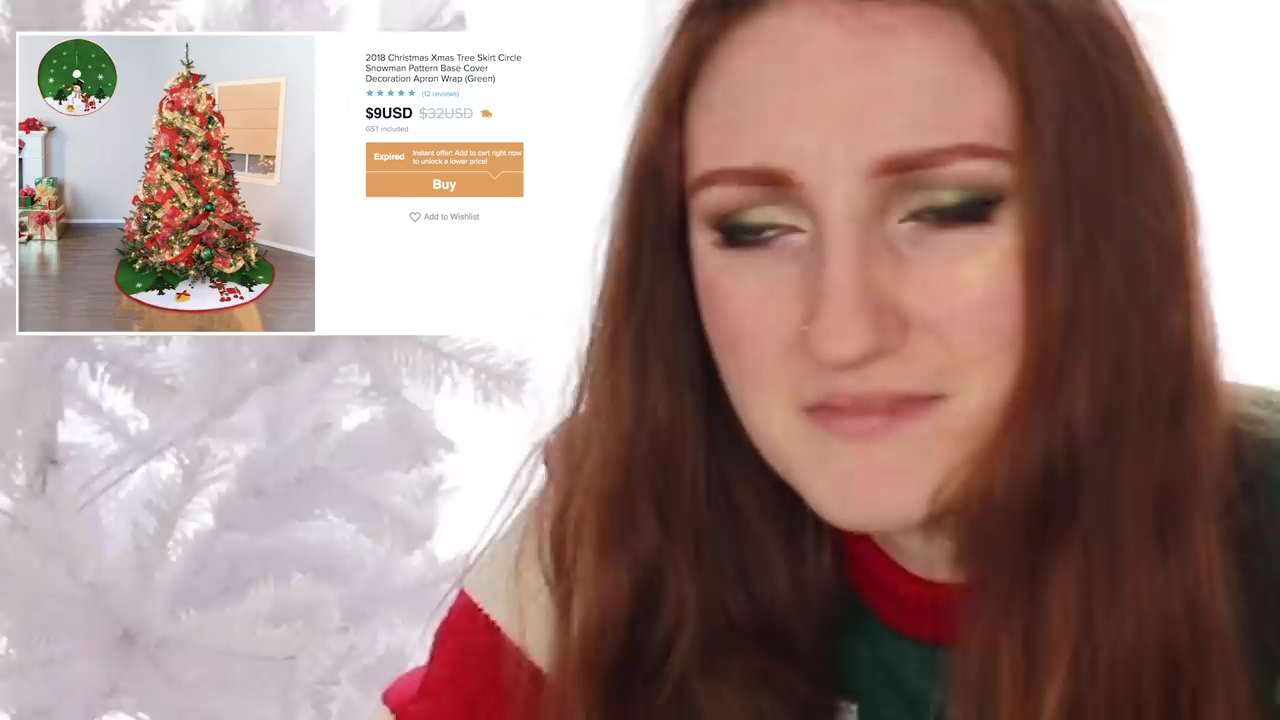 2018 Christmas Xmas Tree Skirt Circle
Snowman Pattern Base Cover
Decoration Apron Wrap (Green)
(12 reviews)
$9USD $32USD
GST included
Expired
Instant offer: Add to cart right now
to unlock a lower price!
Buy
Add to Wishlist